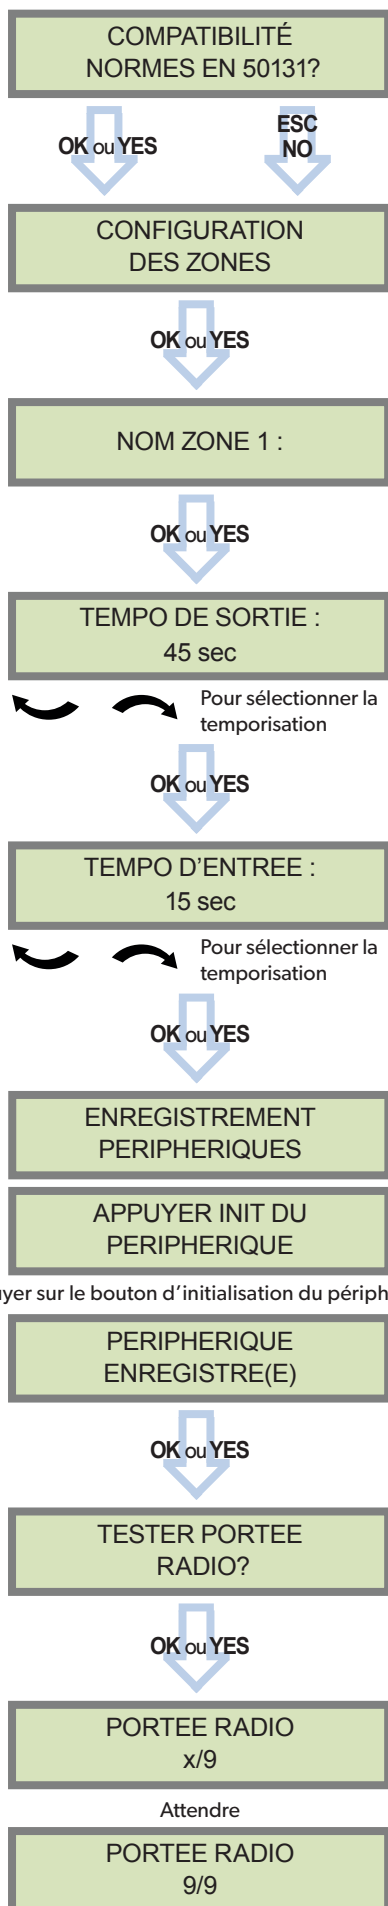 COMPATIBILITÉ
NORMES EN 50131?
OK ou YES
ESC
NO
CONFIGURATION
DES ZONES
OK ou YES
NOM ZONE 1 :
OK ou YES
TEMPO DE SORTIE :
45 sec
Pour sélectionner la
temporisation
OK ou YES
TEMPO D'ENTREE :
15 sec
Pour sélectionner la
temporisation
OK ou YES
ENREGISTREMENT
PERIPHERIQUES
APPUYER INIT DU
PERIPHERIQUE
yer sur le bouton d'initialisation du périph
PERIPHERIQUE
ENREGISTRE(E)
OK ou YES
TESTER PORTEE
RADIO?
OK ou YES
PORTEE RADIO
x/9
Attendre
PORTEE RADIO
9/9